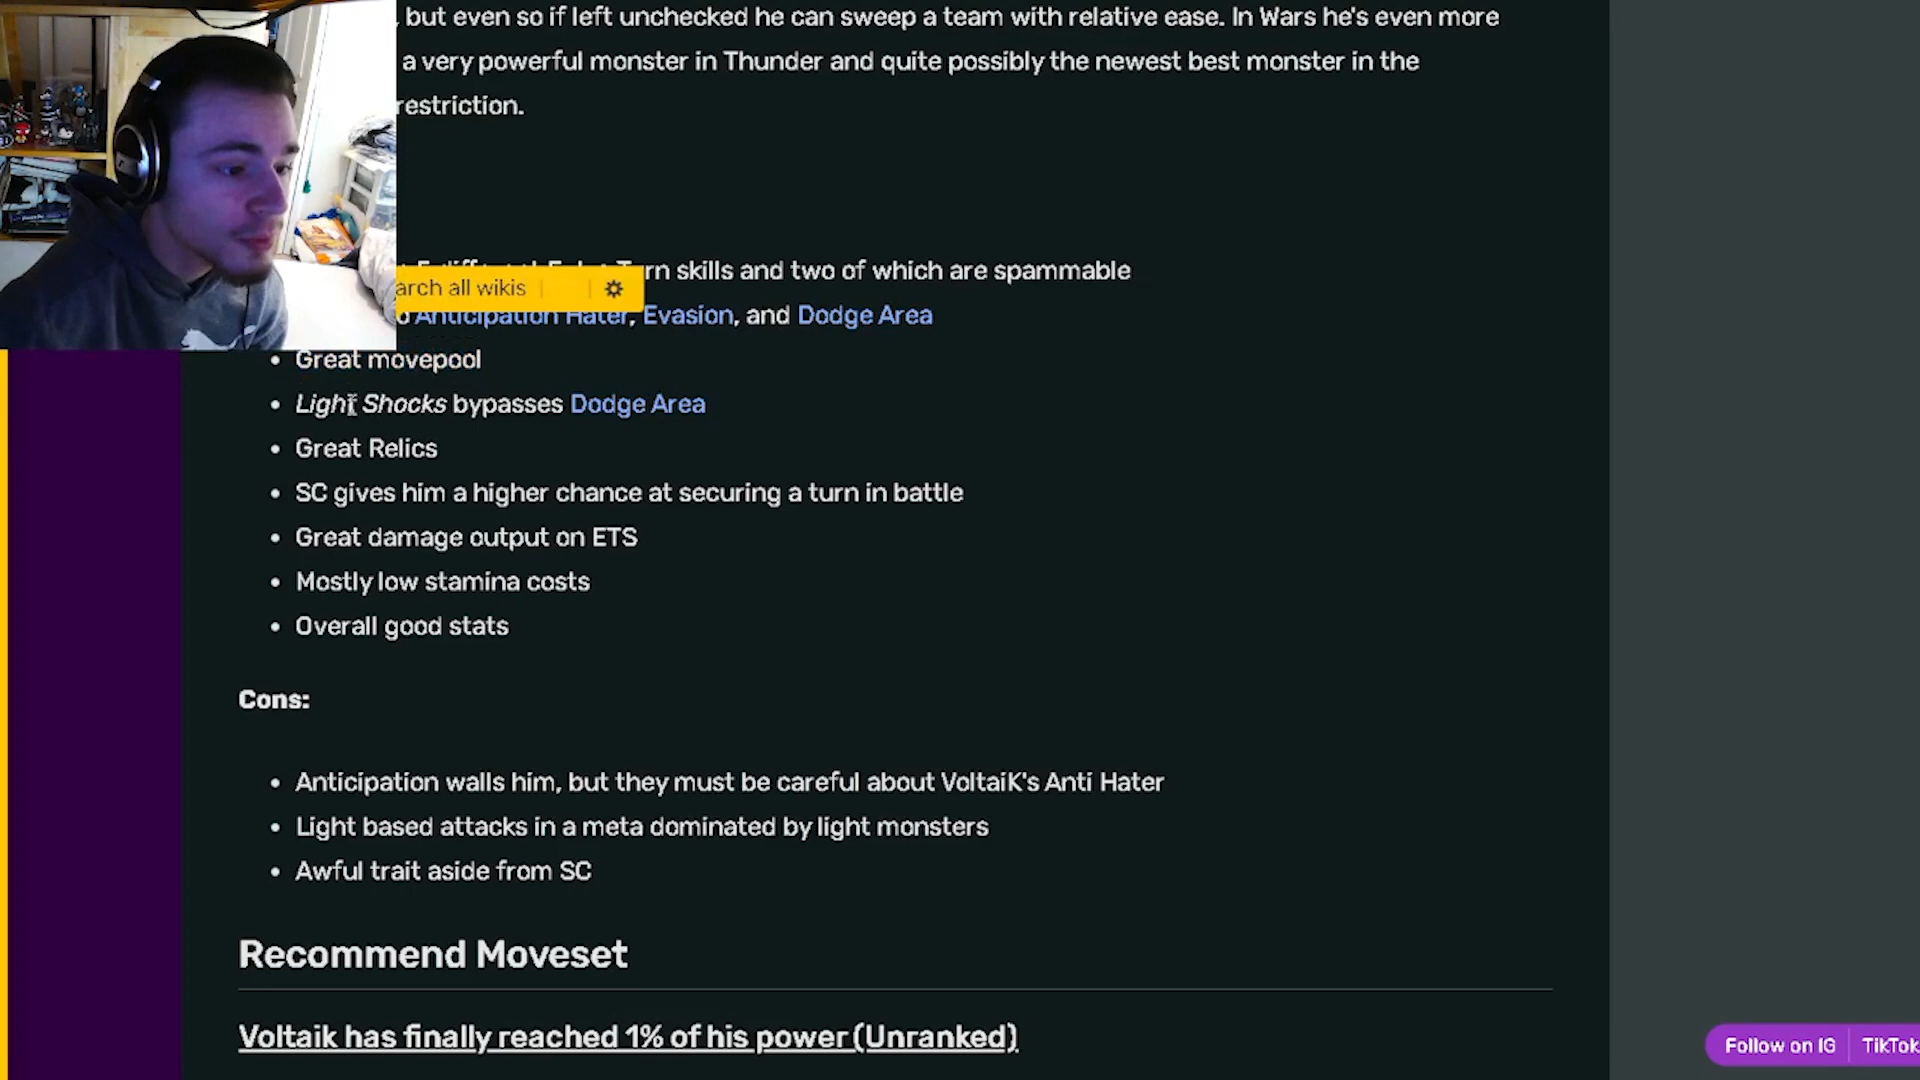 , but even so if left unchecked he can sweep a team with relative ease. In Wars he's even more
a very powerful monster in Thunder and quite possibly the newest best monster in the
restriction.
skills and two of which are spammable
arch all wikis
Anticipation Hater, Evasion, and Dodge Area
• Great movepool
• Light Shocks bypasses Dodge Area
• Great Relics
• SC gives him a higher chance at securing a turn in battle
• Great damage output on ETS
• Mostly low stamina costs
• Overall good stats
Cons:
• Anticipation walls him, but they must be careful about VoltaiK's Anti Hater
• Light based attacks in a meta dominated by light monsters
• Awful trait aside from SC
Recommend Moveset
Voltaik has finally reached 1% of his power (Unranked)
Follow on IG
TikTok